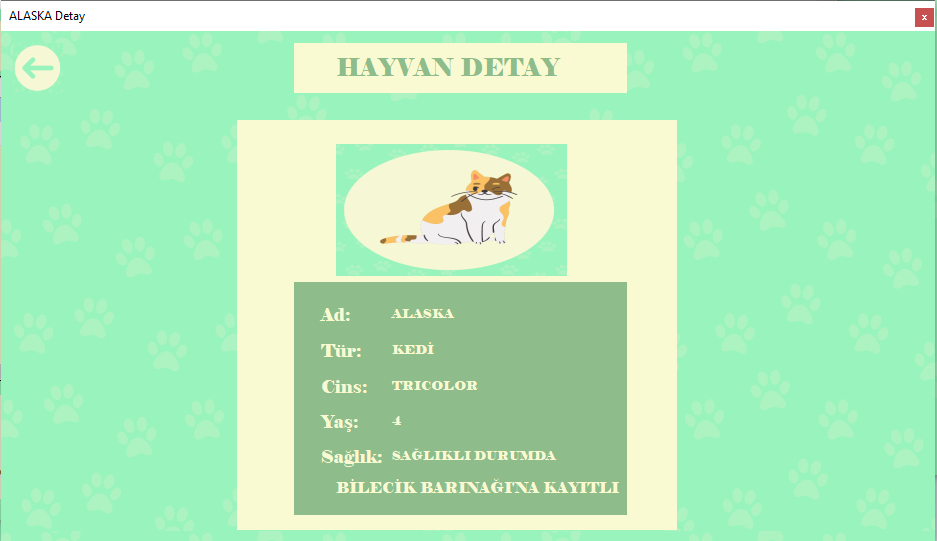 ALASKA Detay
x
HAYVAN DETAY
Ad: ALASKA
Tür: KEDİ
Cins: TRICOLOR
Yaş: 4
Sağlık: SAĞLIKLI DURUMDA
BİLECİK BARINAĞI'NA KAYITLI